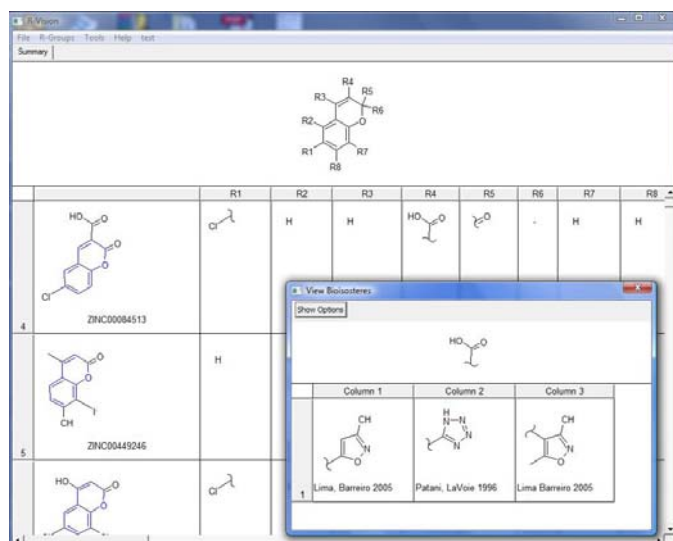 R-Vision
File R-Groups Tools Help test
Summary
R4
R5
R3
R6
O
R2
R1
R7
R8
R1 R2 R3 R4 R5 R6 R7 R8
HO O
O
O
Cl
4
ZINC00084513
Cl
H
H
HO O
O
-
H
H
O
O
I
CH
5
ZINC00449246
H
HO
O
O
Cl
View Bioisosteres
Show Options
HO O
Column 1 Column 2 Column 3
1
CH
N
O
Lima, Barreiro 2005
H
N
N
N
N
Patani, LaVoie 1996
CH
N
O
Lima Barreiro 2005